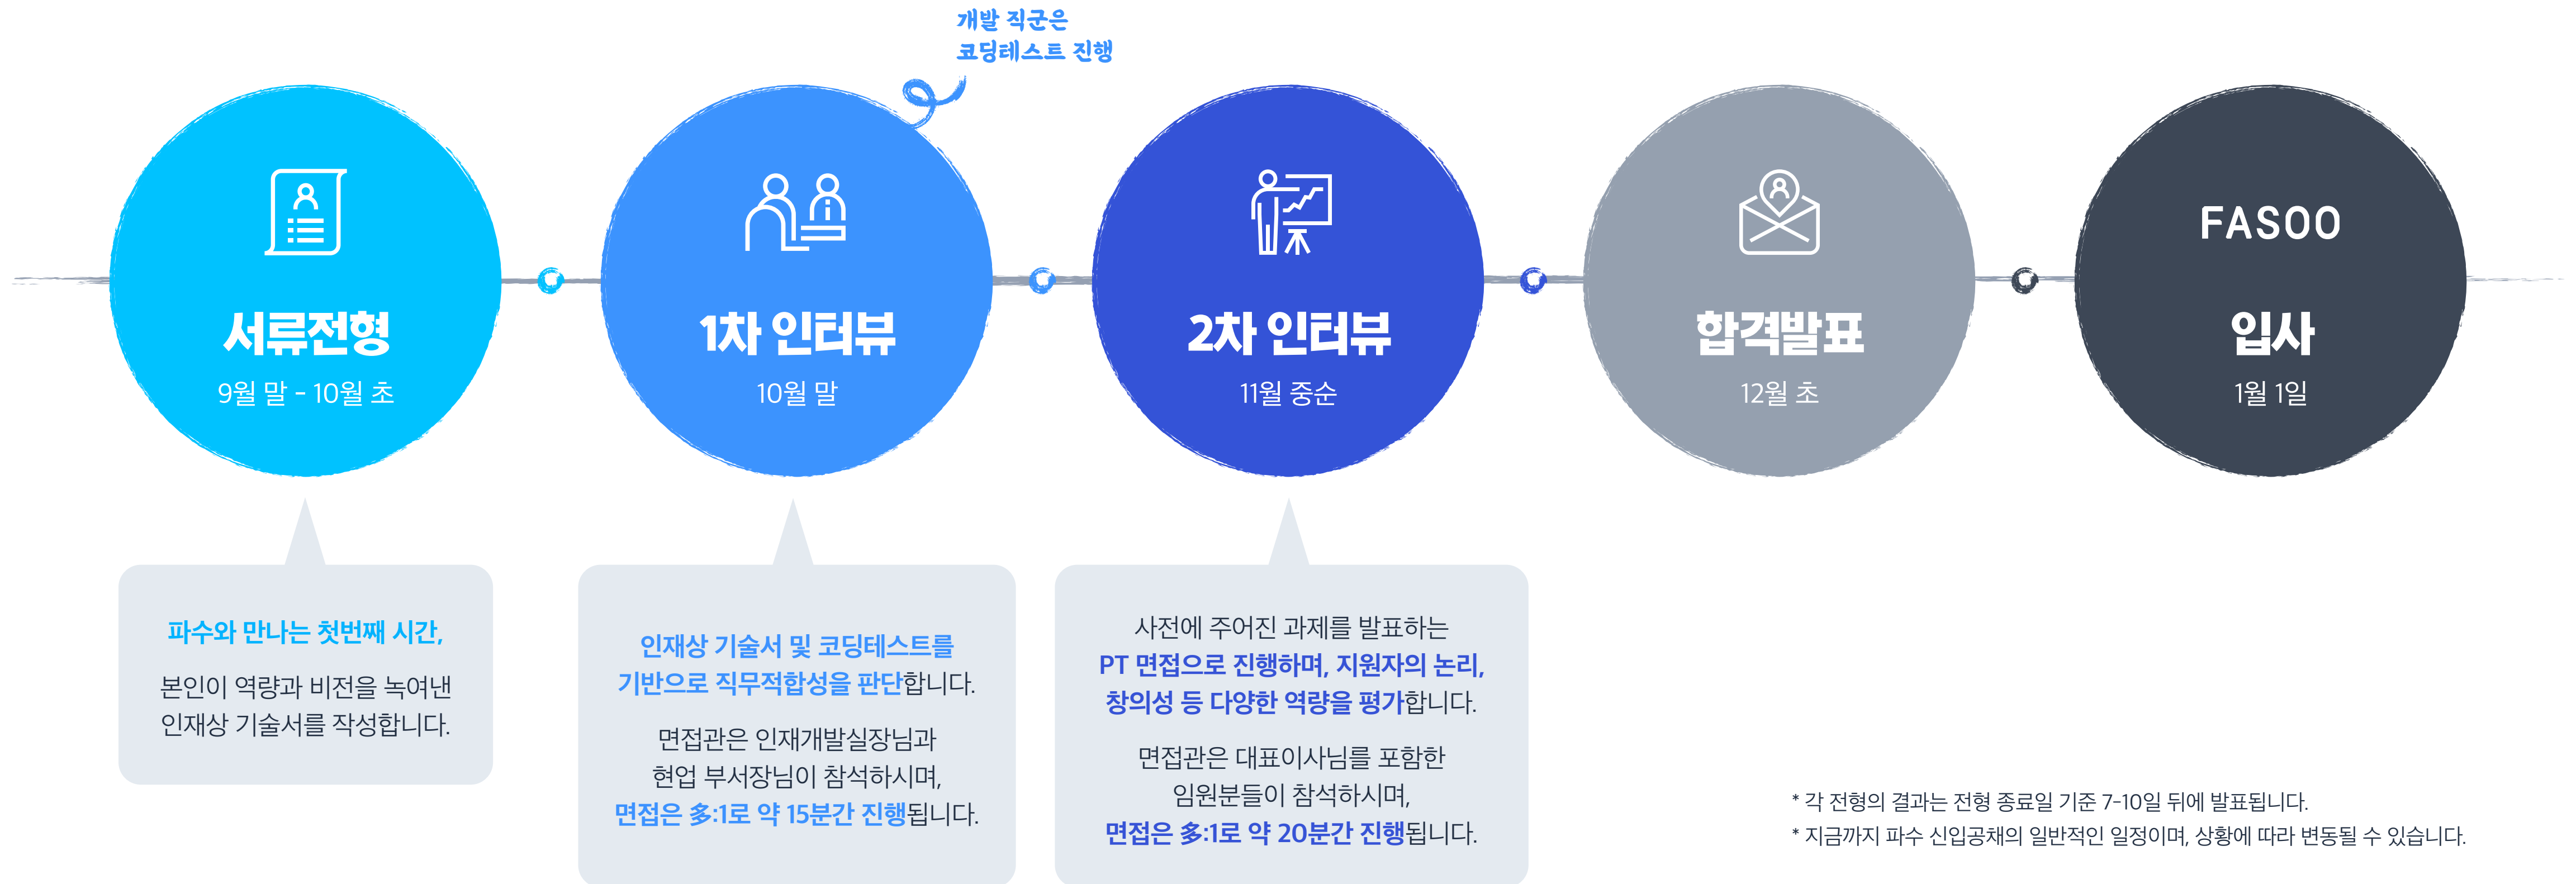 개발 직군은
코딩테스트 진행
서류전형
9월 말 - 10월 초
1차 인터뷰
10월 말
2차 인터뷰
11월 중순
합격발표
12월 초
FASOO
입사
1월 1일
파수와 만나는 첫번째 시간,
본인이 역량과 비전을 녹여낸
인재상 기술서를 작성합니다.
인재상 기술서 및 코딩테스트를
기반으로 직무적합성을 판단합니다.
면접관은 인재개발실장님과
현업 부서장님이 참석하시며,
면접은 多:1로 약 15분간 진행됩니다.
사전에 주어진 과제를 발표하는
PT 면접으로 진행하며, 지원자의 논리,
창의성 등 다양한 역량을 평가합니다.
면접관은 대표이사님를 포함한
임원분들이 참석하시며,
면접은 多:1로 약 20분간 진행됩니다.
* 각 전형의 결과는 전형 종료일 기준 7-10일 뒤에 발표됩니다.
* 지금까지 파수 신입공채의 일반적인 일정이며, 상황에 따라 변동될 수 있습니다.